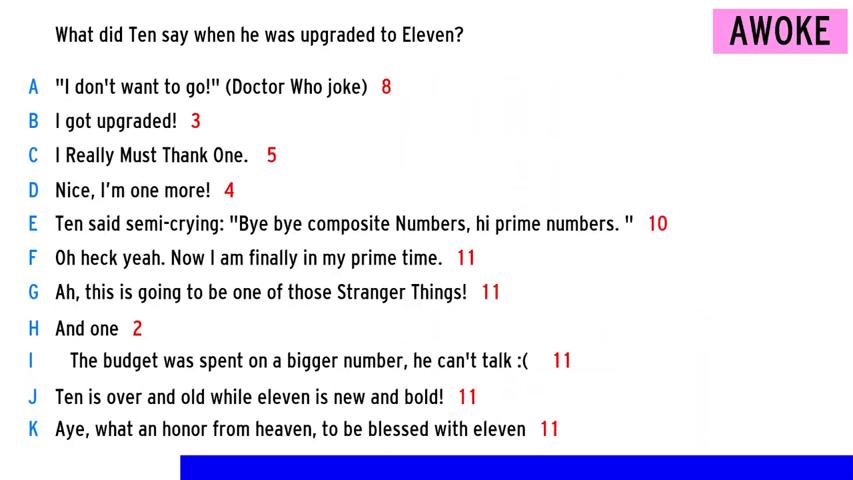 What did Ten say when he was upgraded to Eleven?
AWOKE
A "I don't want to go!" (Doctor Who joke) 8
B I got upgraded! 3
C I Really Must Thank One. 5
D Nice, I'm one more! 4
E Ten said semi-crying: "Bye bye composite Numbers, hi prime numbers. " 10
F Oh heck yeah. Now I am finally in my prime time. 11
G Ah, this is going to be one of those Stranger Things! 11
H And one 2
I The budget was spent on a bigger number, he can't talk :( 11
J Ten is over and old while eleven is new and bold! 11
K Aye, what an honor from heaven, to be blessed with eleven 11